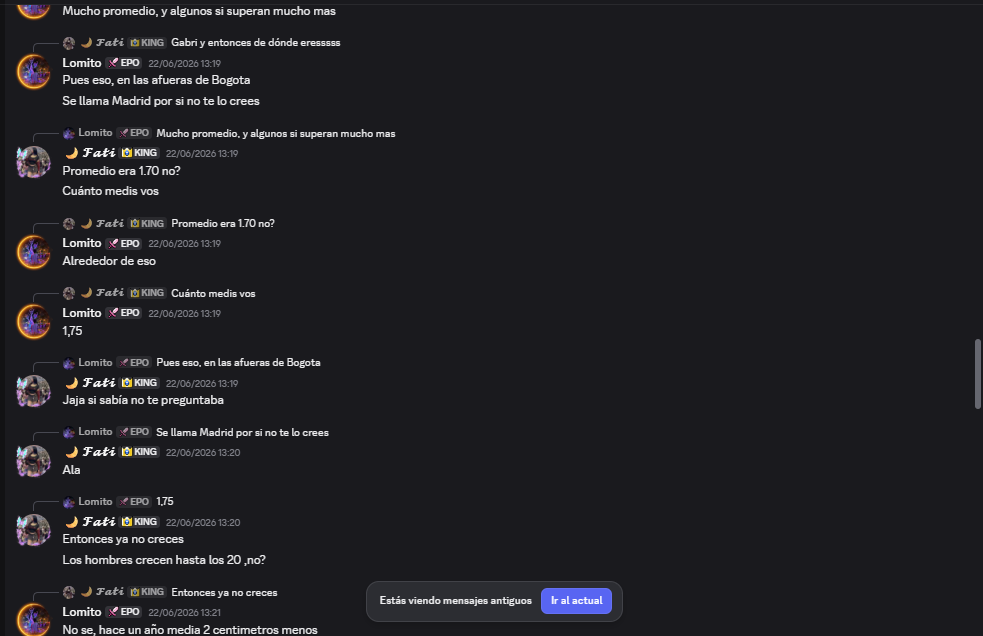 Mucho promedio, y algunos si superan mucho mas
Fati KING Gabri y entonces de dónde eresssss
Lomito EPO 22/06/2026 13:19
Pues eso, en las afueras de Bogota
Se llama Madrid por si no te lo crees
Lomito EPO Mucho promedio, y algunos si superan mucho mas
Fati KING 22/06/2026 13:19
Promedio era 1.70 no?
Cuánto medis vos
Fati KING Promedio era 1.70 no?
Lomito EPO 22/06/2026 13:19
Alrededor de eso
Fati KING Cuánto medis vos
Lomito EPO 22/06/2026 13:19
1,75
Lomito EPO Pues eso, en las afueras de Bogota
Fati KING 22/06/2026 13:19
Jaja si sabía no te preguntaba
Lomito EPO Se llama Madrid por si no te lo crees
Fati KING 22/06/2026 13:20
Ala
Lomito EPO 1,75
Fati KING 22/06/2026 13:20
Entonces ya no creces
Los hombres crecen hasta los 20 ,no?
Fati KING Entonces ya no creces
Lomito EPO 22/06/2026 13:21
No se, hace un año media 2 centimetros menos
Estás viendo mensajes antiguos Ir al actual